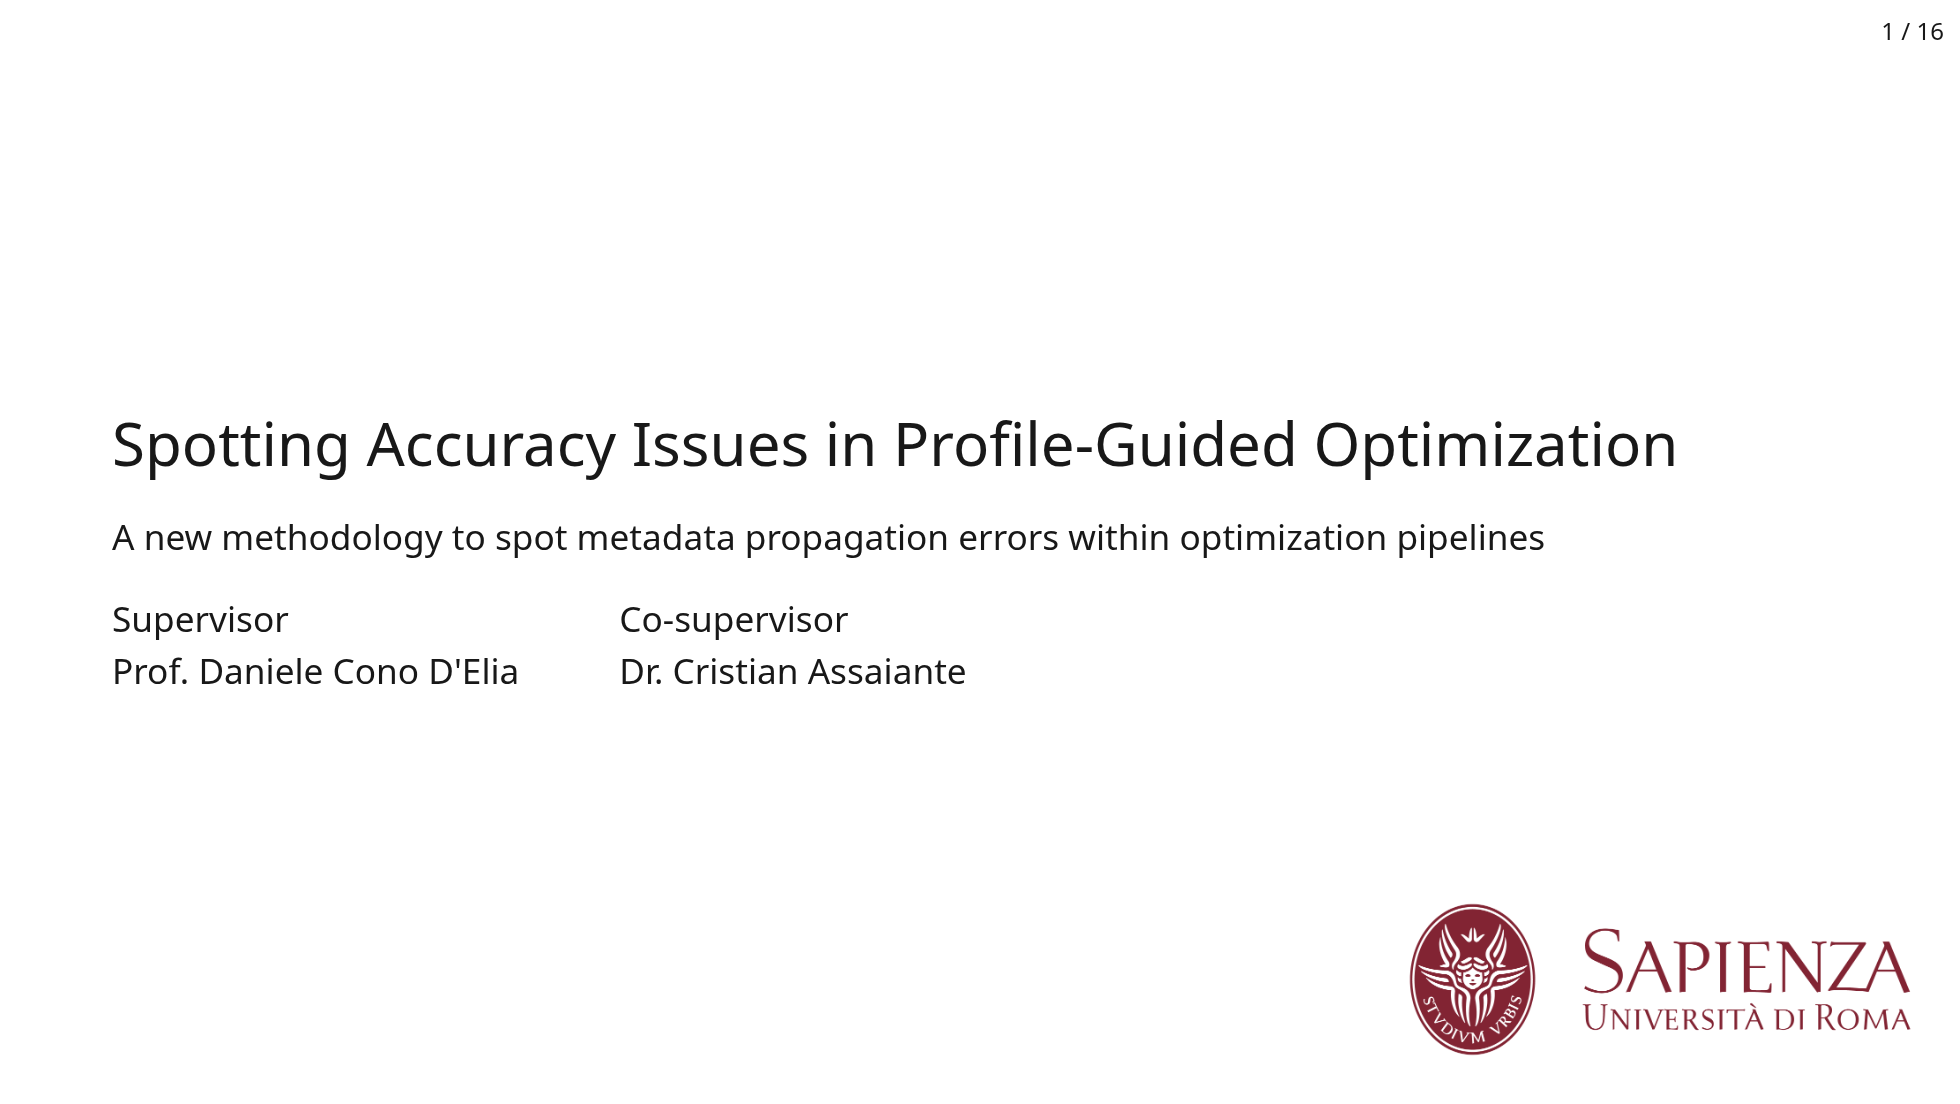 1 / 16
Spotting Accuracy Issues in Profile-Guided Optimization
A new methodology to spot metadata propagation errors within optimization pipelines
Supervisor
Prof. Daniele Cono D'Elia
Co-supervisor
Dr. Cristian Assaiante
STVDIVM VRBIS
SAPIENZA
UNIVERSITÀ DI ROMA